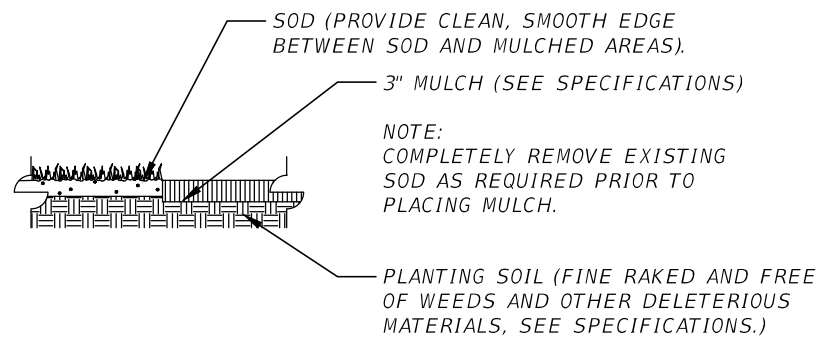 SOD (PROVIDE CLEAN, SMOOTH EDGE
BETWEEN SOD AND MULCHED AREAS).
3" MULCH (SEE SPECIFICATIONS)
NOTE:
COMPLETELY REMOVE EXISTING
SOD AS REQUIRED PRIOR TO
PLACING MULCH.
PLANTING SOIL (FINE RAKED AND FREE
OF WEEDS AND OTHER DELETERIOUS
MATERIALS, SEE SPECIFICATIONS.)